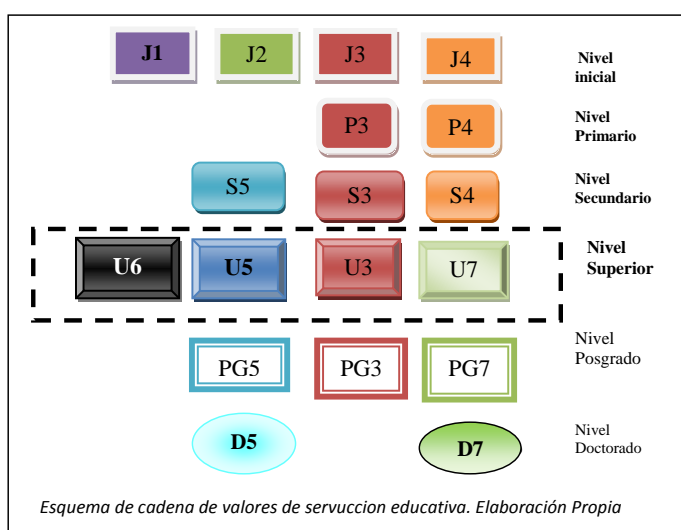 J1 J2 J3 J4 Nivel
inicial
P3 P4 Nivel
Primario
S5 S3 S4 Nivel
Secundario
U6 U5 U3 U7 Nivel
Superior
PG5 PG3 PG7 Nivel
Posgrado
D5 D7 Nivel
Doctorado
Esquema de cadena de valores de servuccion educativa. Elaboración Propia